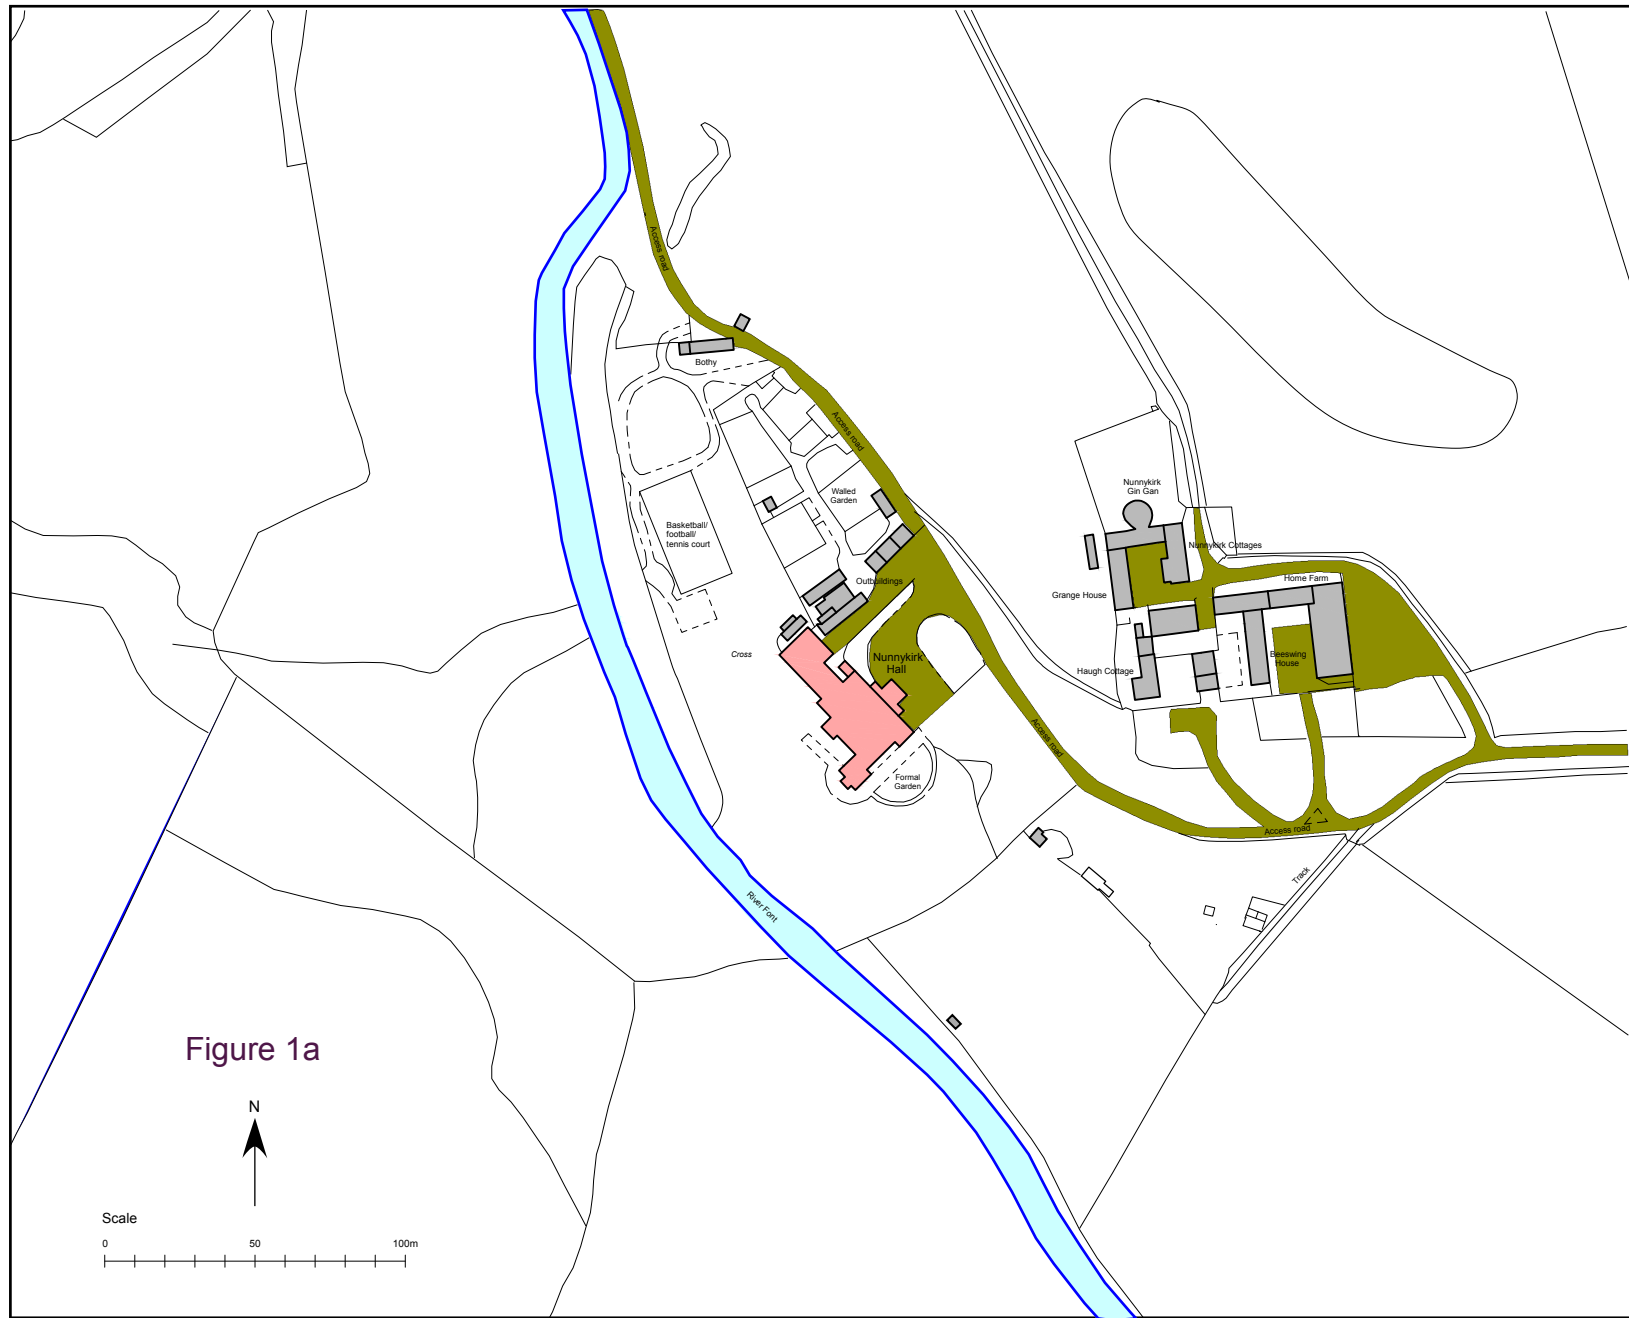 Access road
Bothy
Access road
Walled
Garden
Nunnykirk
Gin Gan
Basketball/
football/
tennis court
Nunnykirk Cottages
Outbuildings
Home Farm
Grange House
Cross
Nunnykirk
Hall
Beeswing
House
Haugh Cottage
Access road
Formal
Garden
Access road
Track
River Font
Figure 1a
N
Scale
0 50 100m